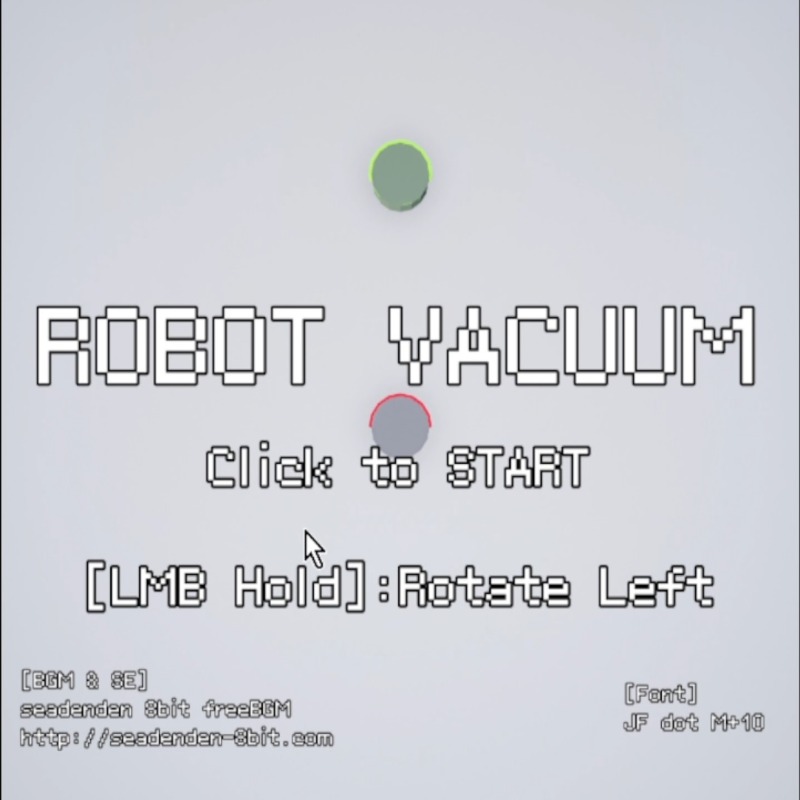 ROBOT VACUUM
Click to START
[LMB Hold]:Rotate Left
[BGM & SE]
seadenden 8bit freeBGM
http://seadenden-8bit.com
[Font]
JF dot M+10